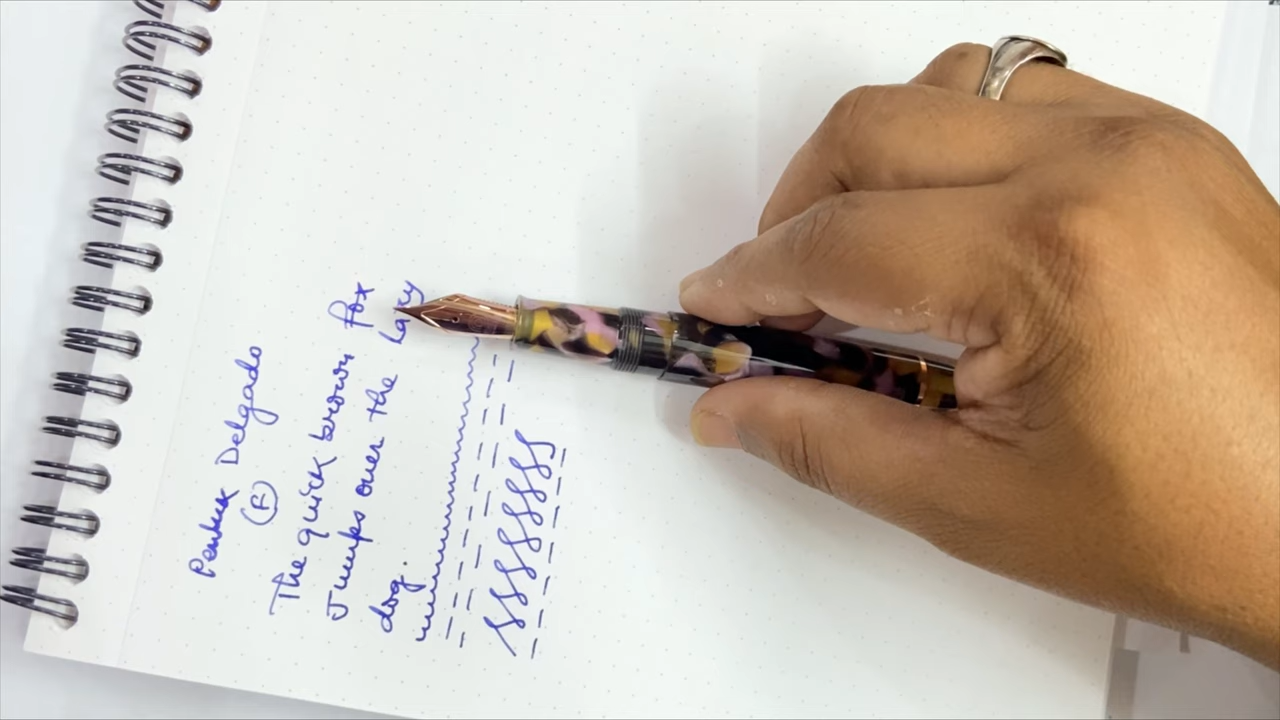 Penlux Delgado
(F)
The quick brown fox
Jumps over the lazy
dog.